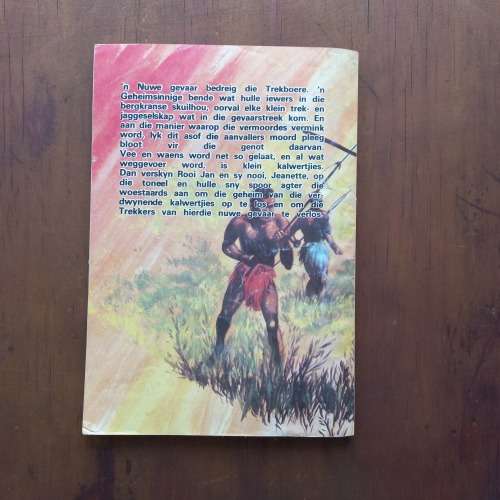 'n Nuwe gevaar bedreig die Trekboere. 'n
Geheimsinnige bende wat hulle iewers in die
bergkranse skuilhou, oorval elke klein trek- en
jaggeselskap wat in die gevaarstreek kom. En
aan die manier waarop die vermoordes vermink
word, lyk dit asof die aanvallers moord pleeg
bloot vir die genot daarvan.
Vee en waens word net so gelaat, en al wat
weggevoer word, is klein kalwertjies.
Dan verskyn Rooi Jan en sy nooi, Jeanette, op
die toneel en hulle sny spoor agter die
woestaards aan om die geheim van die ver-
dwynende kalwertjies op te los en om die
Trekkers van hierdie nuwe gevaar te verlos.